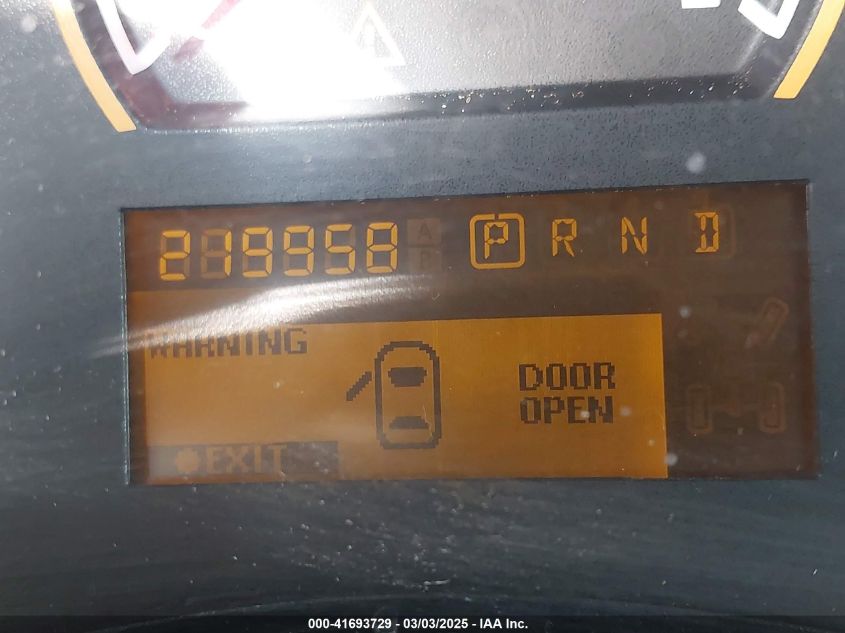 219958 P R N D
WARNING
DOOR
OPEN
EXIT
000-41693729 - 03/03/2025 - IAA Inc.